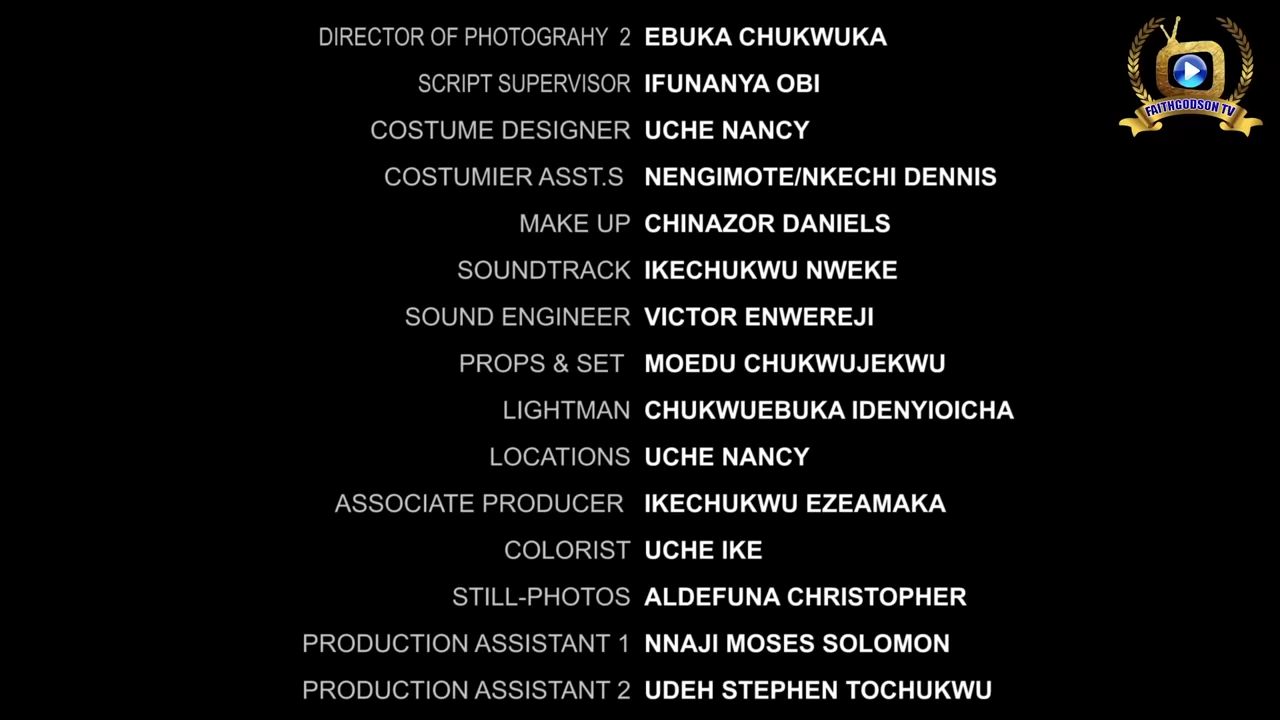 DIRECTOR OF PHOTOGRAHY 2 EBUKA CHUKWUKA
SCRIPT SUPERVISOR IFUNANYA OBI
COSTUME DESIGNER UCHE NANCY
COSTUMIER ASST.S NENGIMOTE/NKECHI DENNIS
MAKE UP CHINAZOR DANIELS
SOUNDTRACK IKECHUKWU NWEKE
SOUND ENGINEER VICTOR ENWEREJI
PROPS & SET MOEDU CHUKWUJEKWU
LIGHTMAN CHUKWUEBUKA IDENYIOICHA
LOCATIONS UCHE NANCY
ASSOCIATE PRODUCER IKECHUKWU EZEAMAKA
COLORIST UCHE IKE
STILL-PHOTOS ALDEFUNA CHRISTOPHER
PRODUCTION ASSISTANT 1 NNAJI MOSES SOLOMON
PRODUCTION ASSISTANT 2 UDEH STEPHEN TOCHUKWU
FAITHGODSON TV